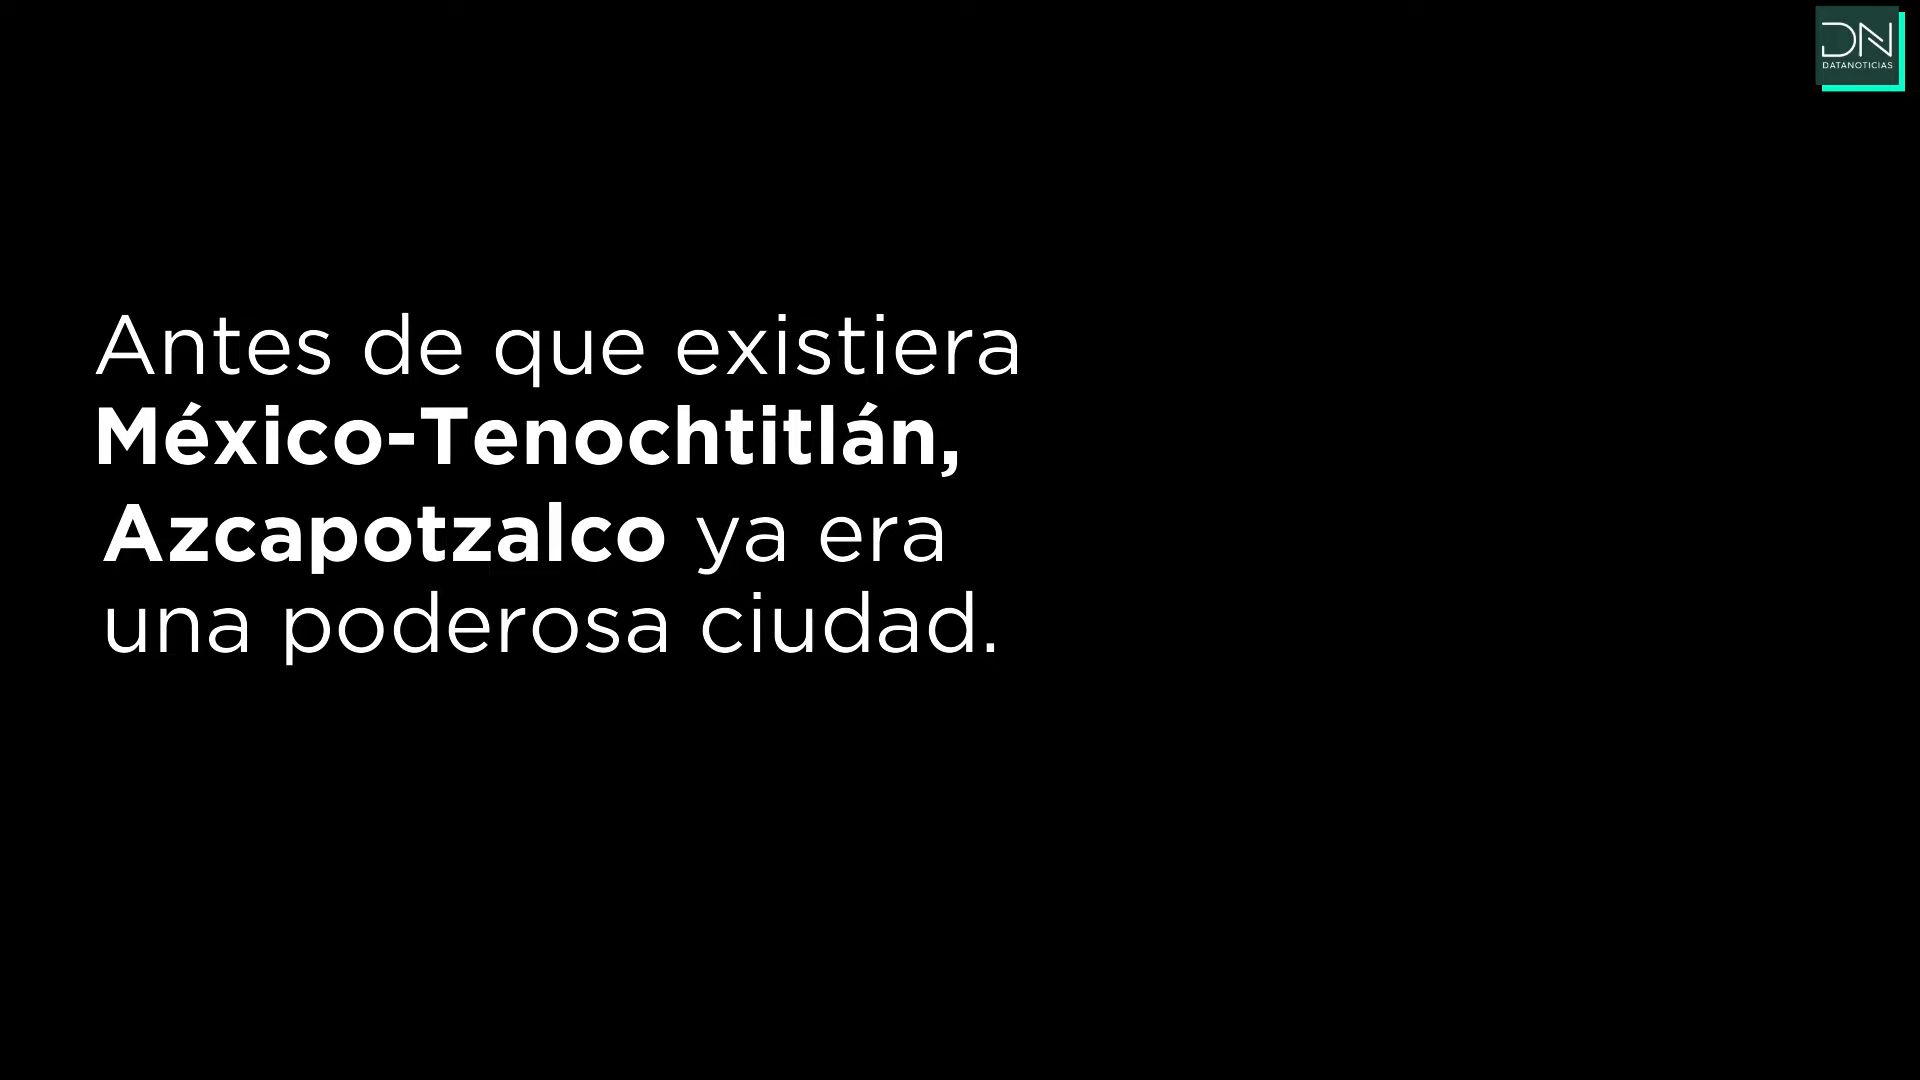 DN
DATANOTICIAS
Antes de que existiera
México-Tenochtitlán,
Azcapotzalco ya era
una poderosa ciudad.